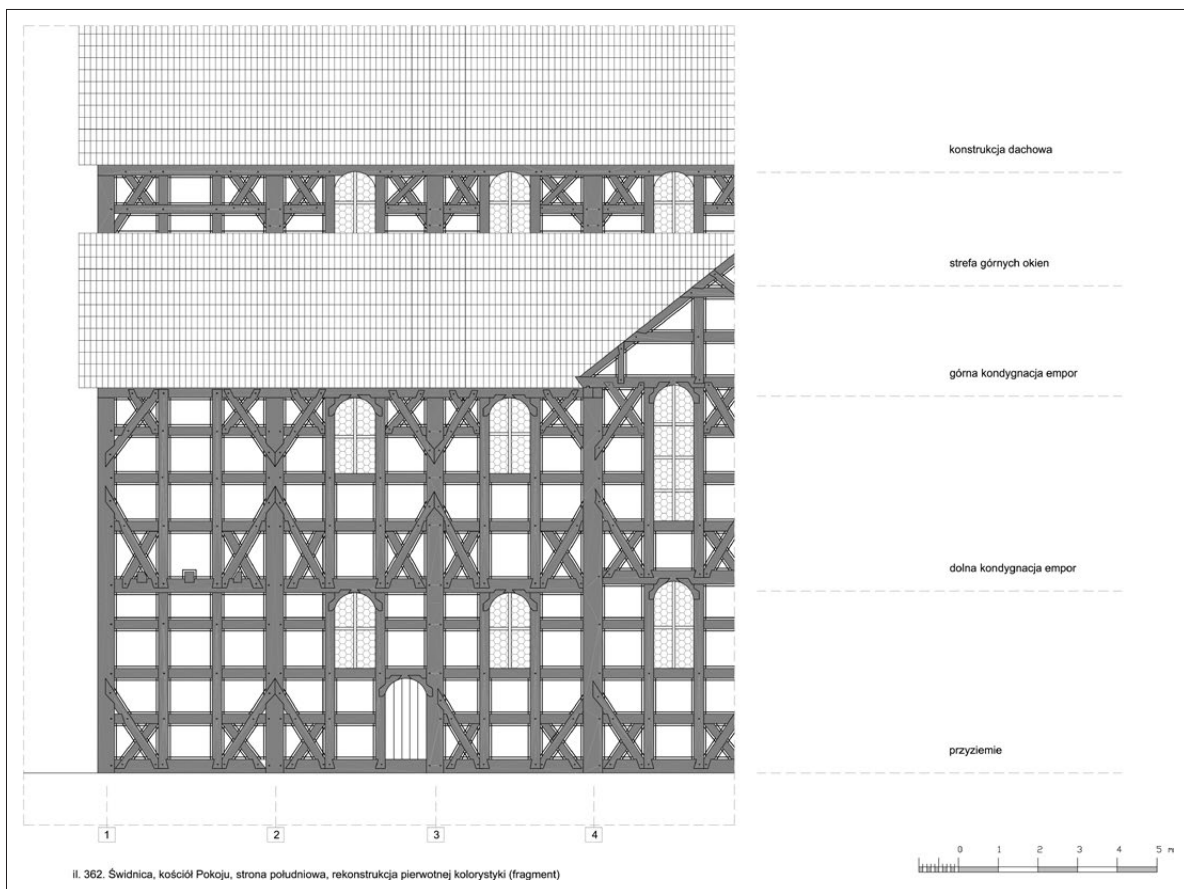 konstrukcja dachowa
strefa górnych okien
górna kondygnacja empor
dolna kondygnacja empor
przyziemie
1 2 3 4
0 1 2 3 4 5 m
il. 362. Świdnica, kościół Pokoju, strona południowa, rekonstrukcja pierwotnej kolorystyki (fragment)